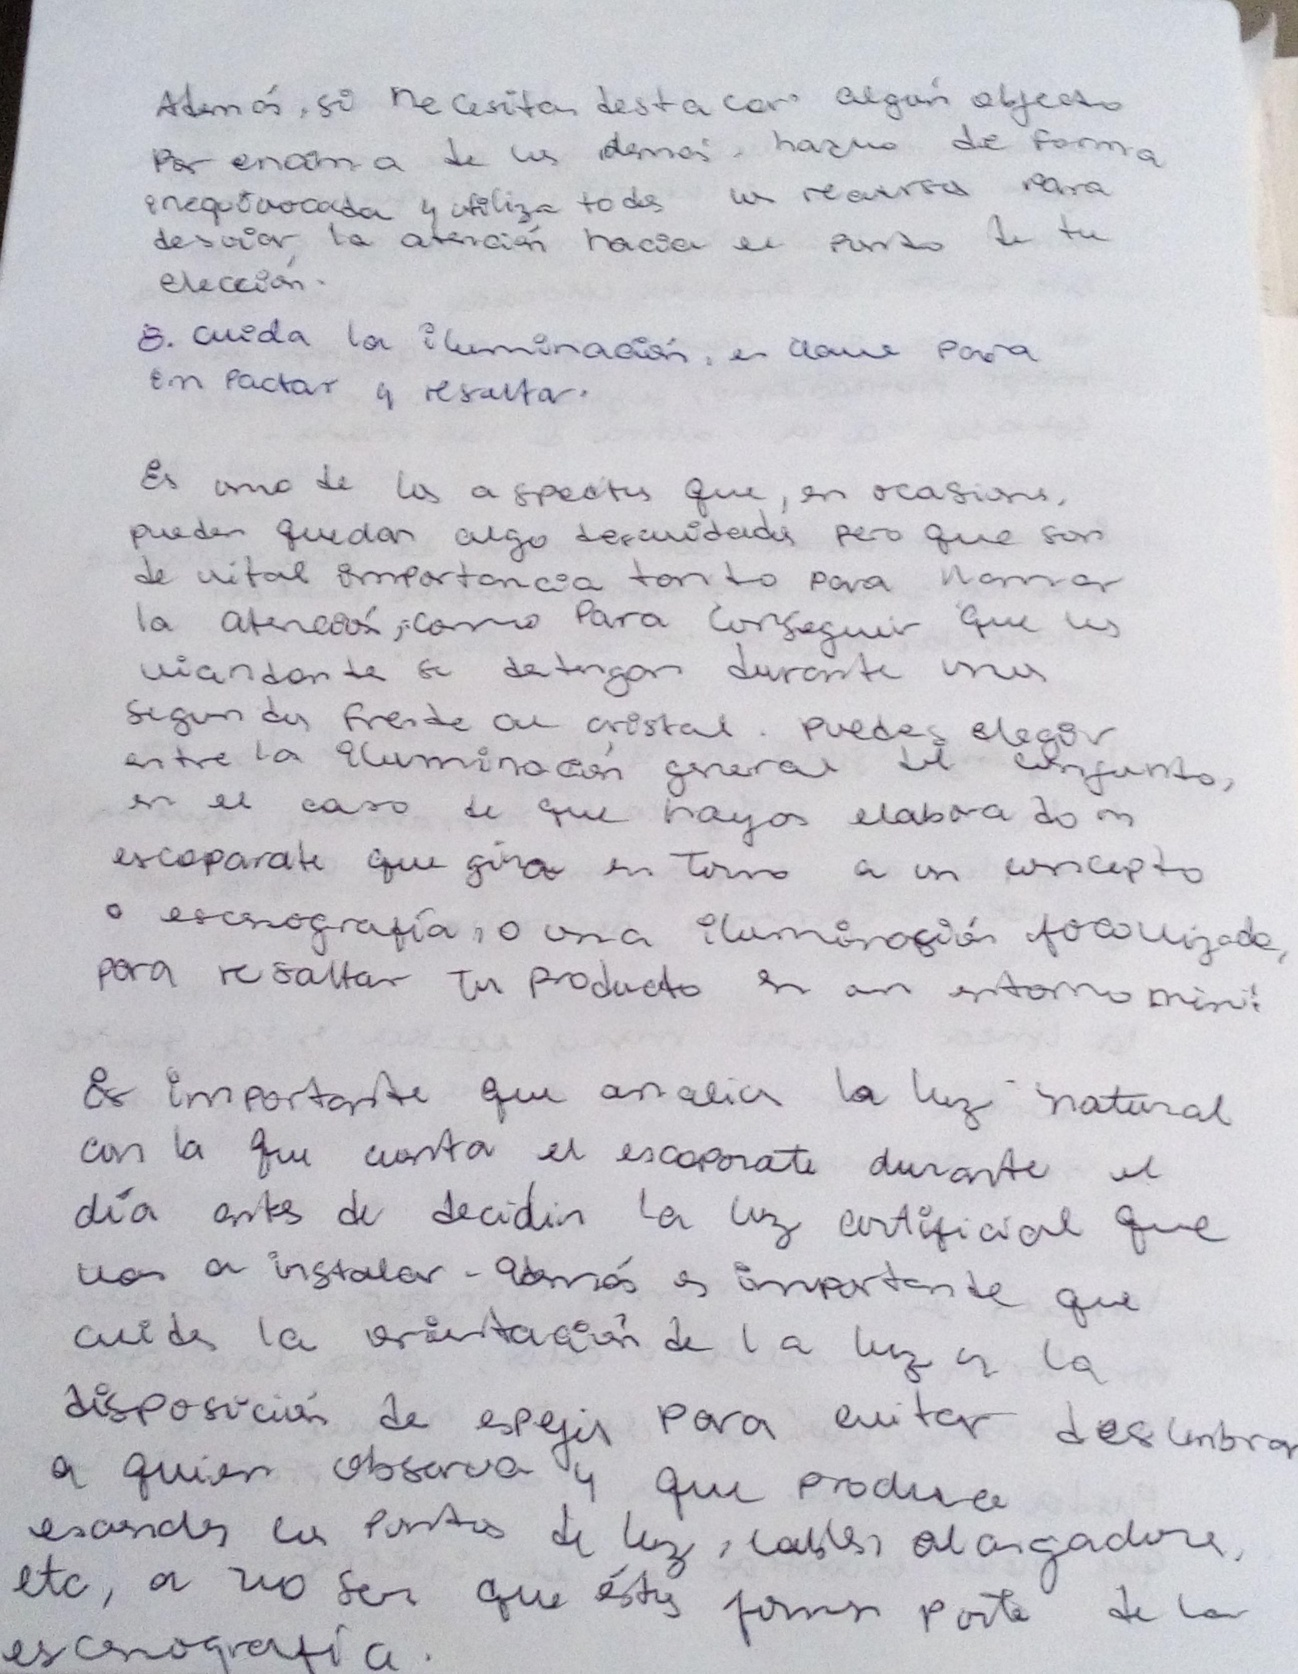 Además, si necesitas destacar algún objecto
por encima de los demás, hazlo de forma
inequivocada y utiliza todos los recursos para
desviar la atención hacia el punto de tu
elección.
8. cuida la iluminación, es clave para
impactar y resaltar.
Es uno de los aspectos que, en ocasiones,
pueden quedar algo descuidados pero que son
de vital importancia tanto para llamar
la atención, como para conseguir que los
viandante se detengan durante unos
segundos frente al cristal. Puedes elegir
entre la iluminación general del conjunto,
en el caso de que hayas elaborado un
escaparate que gira en torno a un concepto
o escenografía, o una iluminación focalizada,
para resaltar tu producto en un entorno mini
Es importante que analices la luz natural
con la que cuenta el escaparate durante el
día antes de decidir la luz artificial que
vas a instalar. Además es importante que
cuides la orientación de la luz y la
disposición de espejos para evitar deslumbrar
a quien observa y que produce
escondes los puntos de luz, cables, alargadores,
etc, a no ser que éstos formen parte de la
escenografía.